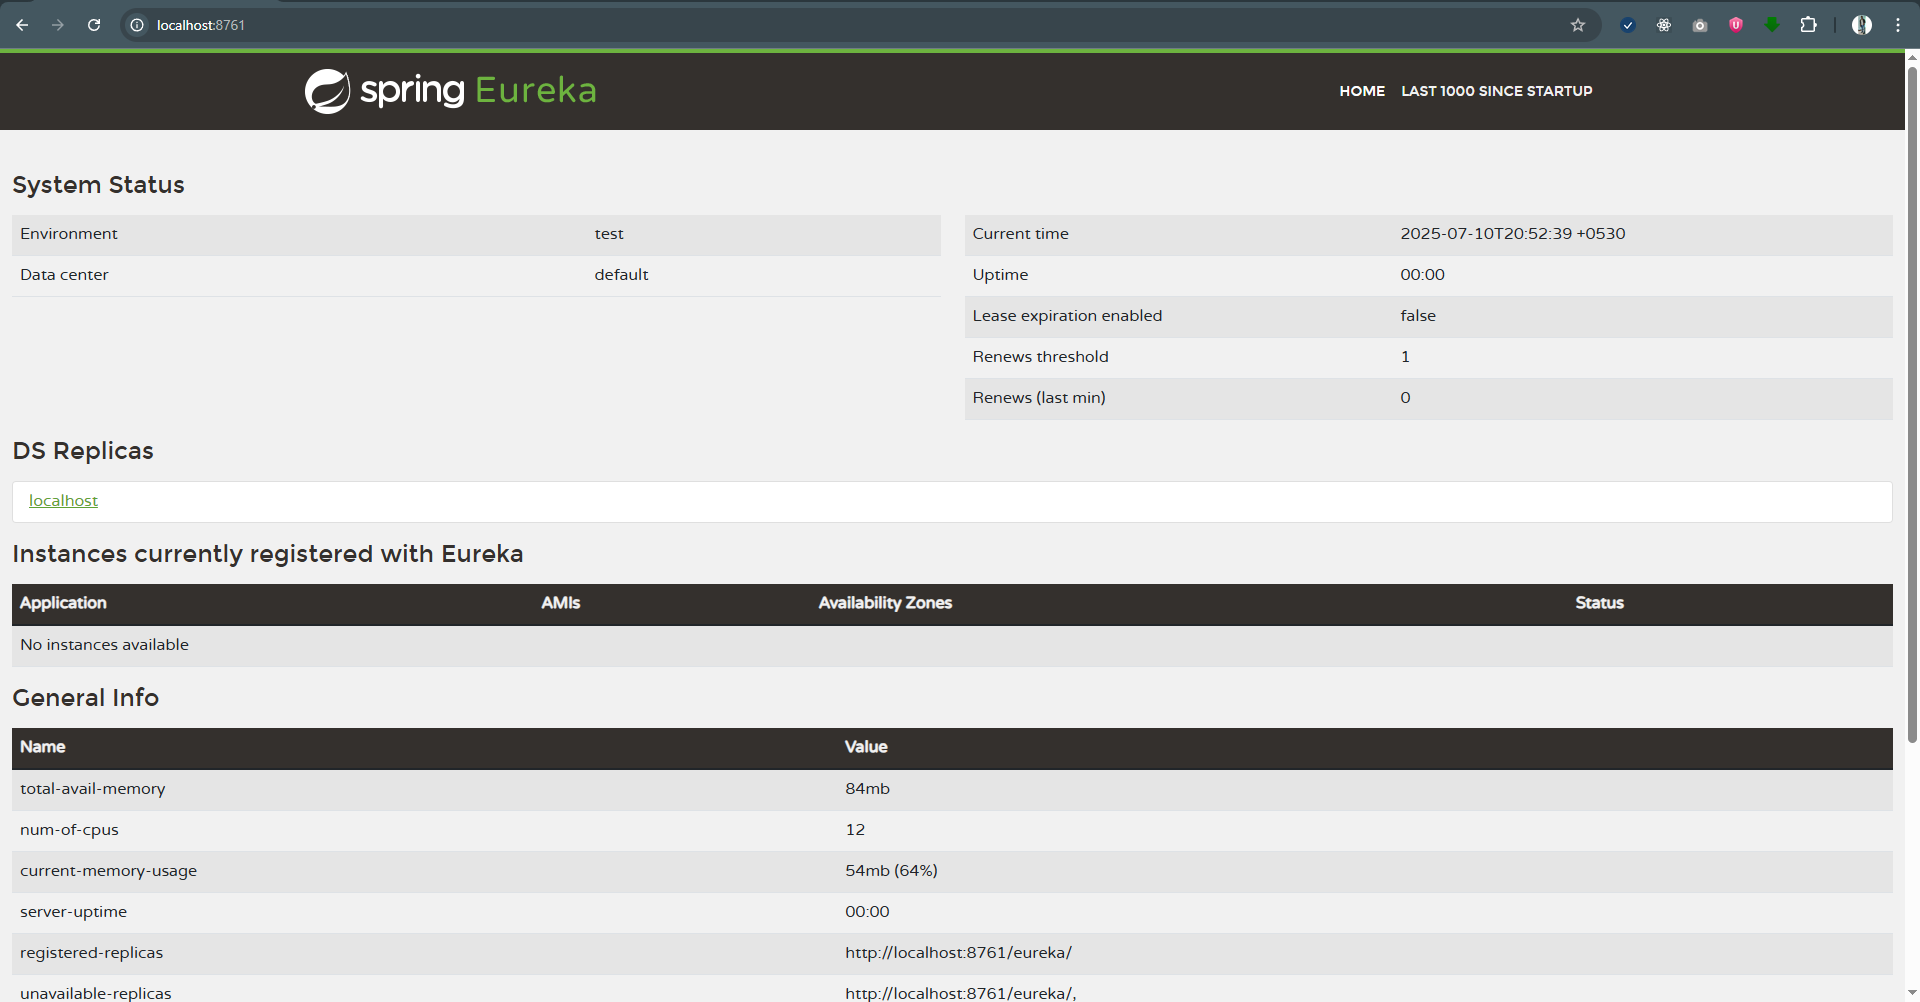 localhost:8761
spring Eureka
HOME LAST 1000 SINCE STARTUP
System Status
Environment test
Data center default
Current time 2025-07-10T20:52:39 +0530
Uptime 00:00
Lease expiration enabled false
Renews threshold 1
Renews (last min) 0
DS Replicas
localhost
Instances currently registered with Eureka
Application AMIs Availability Zones Status
No instances available
General Info
Name Value
total-avail-memory 84mb
num-of-cpus 12
current-memory-usage 54mb (64%)
server-uptime 00:00
registered-replicas http://localhost:8761/eureka/
unavailable-replicas http://localhost:8761/eureka/,